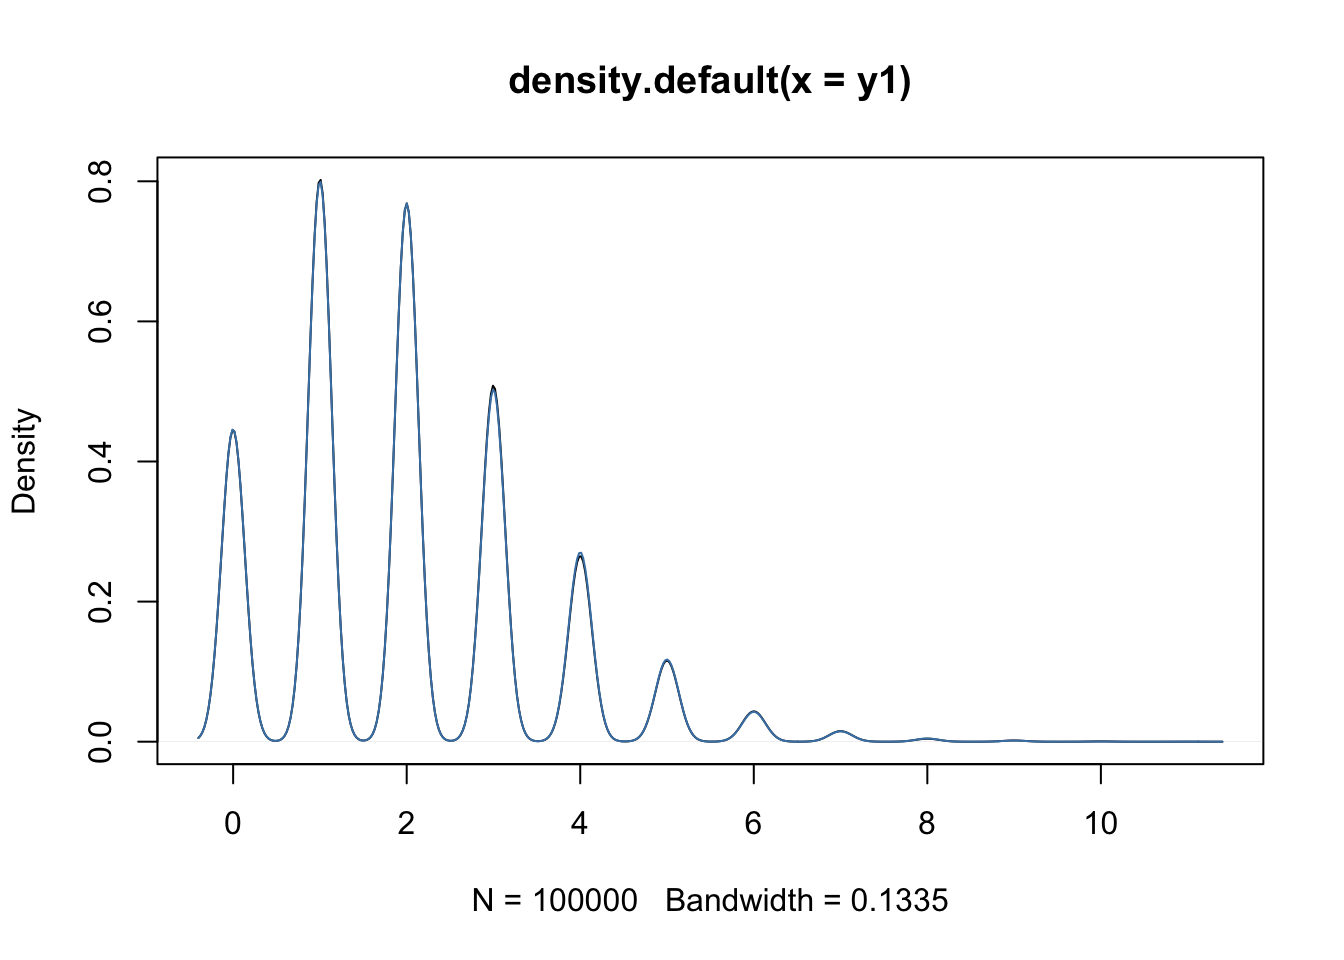 density.default(x = y1)
Density
0.0
0.2
0.4
0.6
0.8
0 2 4 6 8 10
N = 100000 Bandwidth = 0.1335